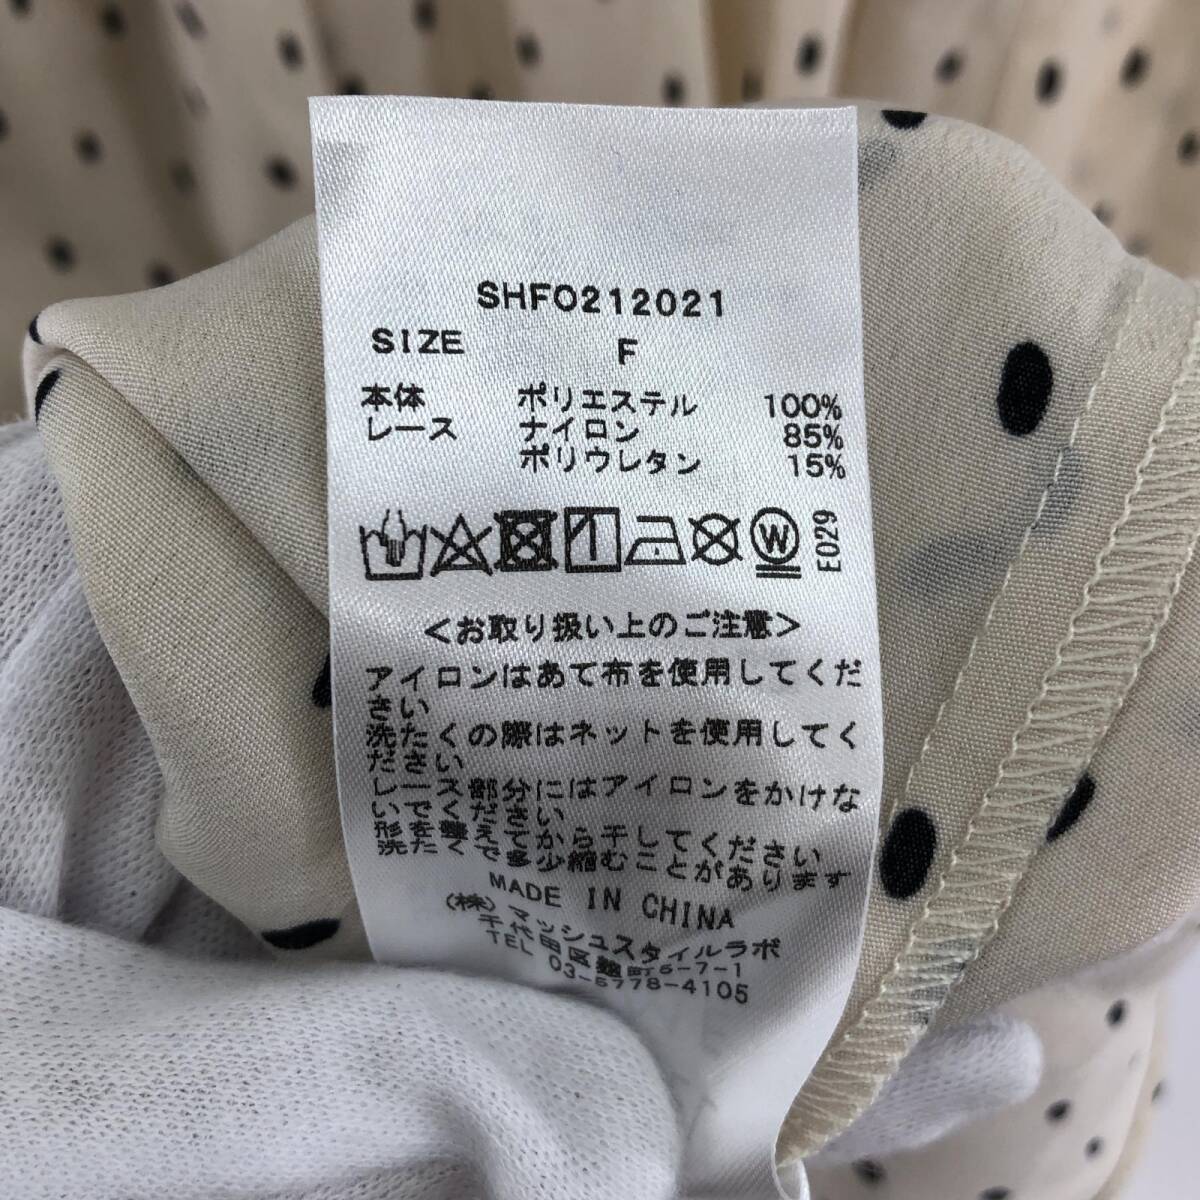 SHFO212021
SIZE F
本体 ポリエステル 100%
レース ナイロン 85%
ポリウレタン 15%
W E029
<お取り扱い上のご注意>
アイロンはあて布を使用してくだ
さい
洗たくの際はネットを使用してく
ださい
レース部分にはアイロンをかけな
いでください
形を整えてから干してください
洗たくで多少縮むことがあります
MADE IN CHINA
(株)マッシュスタイルラボ
千代田区麹町5-7-1
TEL 03-5778-4105